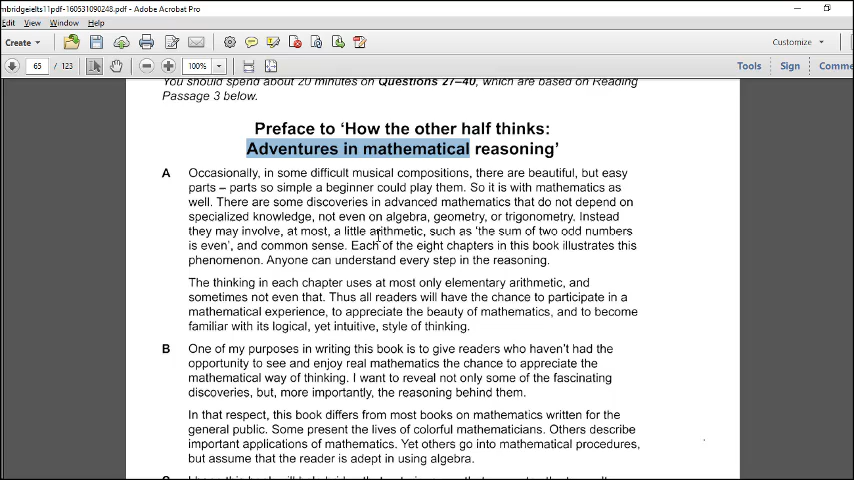 mbridgeielts11pdf-160531090248.pdf - Adobe Acrobat Pro
dit View Window Help
Create Customize
65 / 123 100% Tools Sign Comme
You should spend about 20 minutes on Questions 27–40, which are based on Reading
Passage 3 below.
Preface to ‘How the other half thinks:
Adventures in mathematical reasoning’
A Occasionally, in some difficult musical compositions, there are beautiful, but easy
parts – parts so simple a beginner could play them. So it is with mathematics as
well. There are some discoveries in advanced mathematics that do not depend on
specialized knowledge, not even on algebra, geometry, or trigonometry. Instead
they may involve, at most, a little arithmetic, such as ‘the sum of two odd numbers
is even’, and common sense. Each of the eight chapters in this book illustrates this
phenomenon. Anyone can understand every step in the reasoning.
The thinking in each chapter uses at most only elementary arithmetic, and
sometimes not even that. Thus all readers will have the chance to participate in a
mathematical experience, to appreciate the beauty of mathematics, and to become
familiar with its logical, yet intuitive, style of thinking.
B One of my purposes in writing this book is to give readers who haven’t had the
opportunity to see and enjoy real mathematics the chance to appreciate the
mathematical way of thinking. I want to reveal not only some of the fascinating
discoveries, but, more importantly, the reasoning behind them.
In that respect, this book differs from most books on mathematics written for the
general public. Some present the lives of colorful mathematicians. Others describe
important applications of mathematics. Yet others go into mathematical procedures,
but assume that the reader is adept in using algebra.